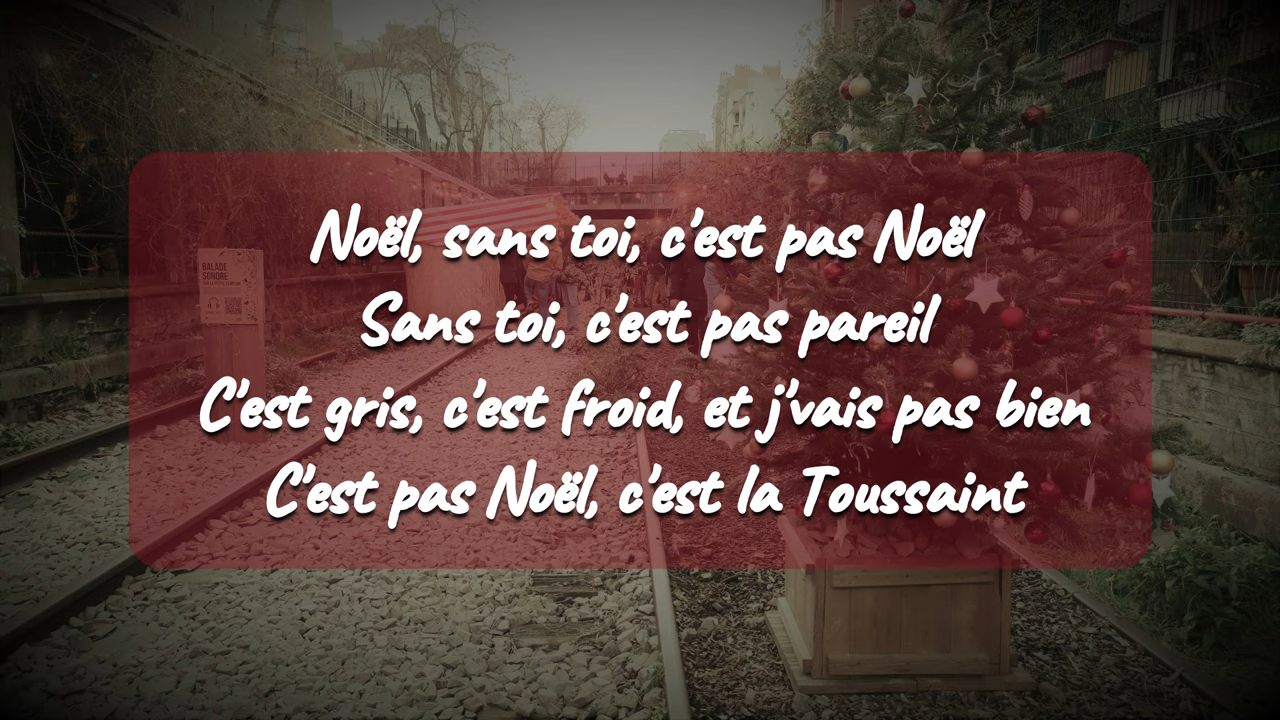 BALADE
SONORE
Noël, sans toi, c'est pas Noël
Sans toi, c'est pas pareil
C'est gris, c'est froid, et j'vais pas bien
C'est pas Noël, c'est la Toussaint